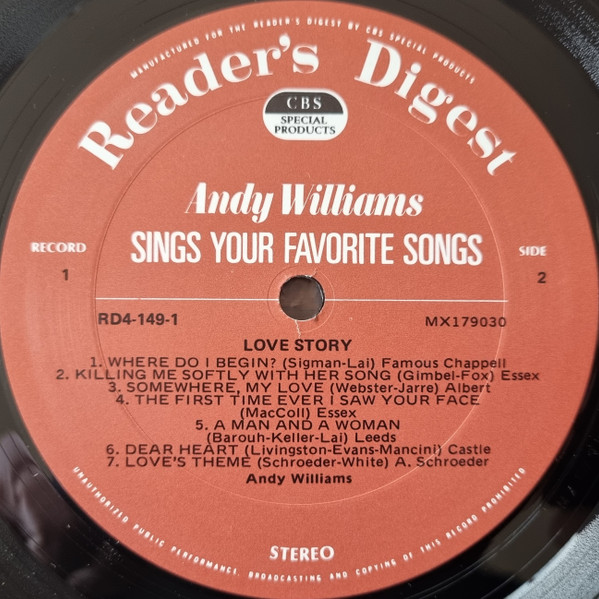 MANUFACTURED FOR THE READER'S DIGEST BY CBS SPECIAL PRODUCTS
Reader's Digest
CBS
SPECIAL
PRODUCTS
Andy Williams
SINGS YOUR FAVORITE SONGS
RECORD
1
SIDE
2
RD4-149-1
MX179030
LOVE STORY
1. WHERE DO I BEGIN? (Sigman-Lai) Famous Chappell
2. KILLING ME SOFTLY WITH HER SONG (Gimbel-Fox) Essex
3. SOMEWHERE, MY LOVE (Webster-Jarre) Albert
4. THE FIRST TIME EVER I SAW YOUR FACE
(MacColl) Essex
5. A MAN AND A WOMAN
(Barouh-Keller-Lai) Leeds
6. DEAR HEART (Livingston-Evans-Mancini) Castle
7. LOVE'S THEME (Schroeder-White) A. Schroeder
Andy Williams
STEREO
UNAUTHORIZED PUBLIC PERFORMANCE, BROADCASTING AND COPYING OF THIS RECORD PROHIBITED